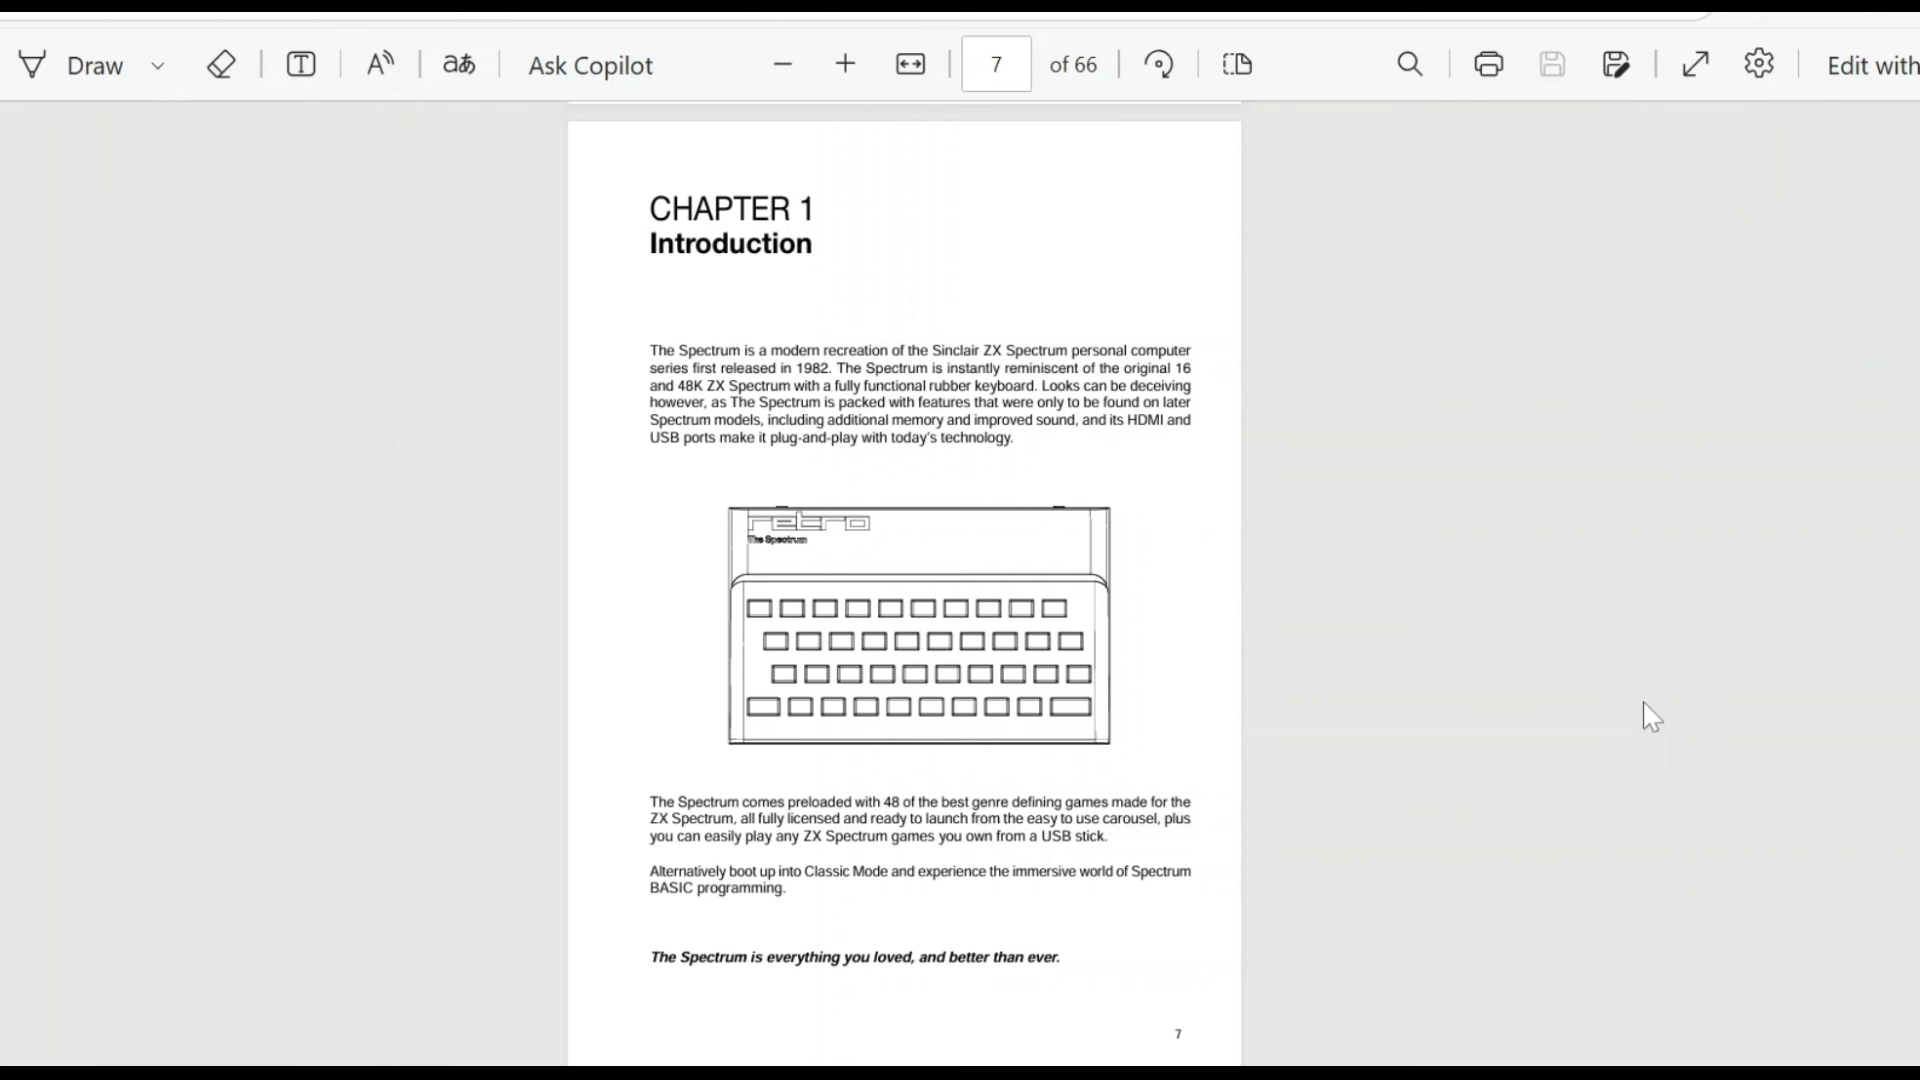 Draw
Ask Copilot
7
of 66
Edit with
CHAPTER 1
Introduction
The Spectrum is a modern recreation of the Sinclair ZX Spectrum personal computer
series first released in 1982. The Spectrum is instantly reminiscent of the original 16
and 48K ZX Spectrum with a fully functional rubber keyboard. Looks can be deceiving
however, as The Spectrum is packed with features that were only to be found on later
Spectrum models, including additional memory and improved sound, and its HDMI and
USB ports make it plug-and-play with today's technology.
retro
The Spectrum
The Spectrum comes preloaded with 48 of the best genre defining games made for the
ZX Spectrum, all fully licensed and ready to launch from the easy to use carousel, plus
you can easily play any ZX Spectrum games you own from a USB stick.
Alternatively boot up into Classic Mode and experience the immersive world of Spectrum
BASIC programming.
The Spectrum is everything you loved, and better than ever.
7